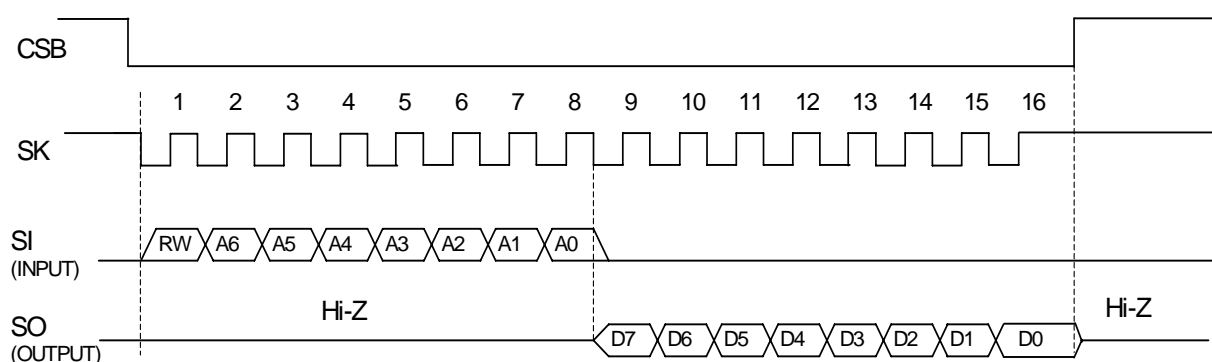 CSB
1 2 3 4 5 6 7 8 9 10 11 12 13 14 15 16
SK
SI
(INPUT)
RW A6 A5 A4 A3 A2 A1 A0
Hi-Z
Hi-Z
SO
(OUTPUT)
D7 D6 D5 D4 D3 D2 D1 D0